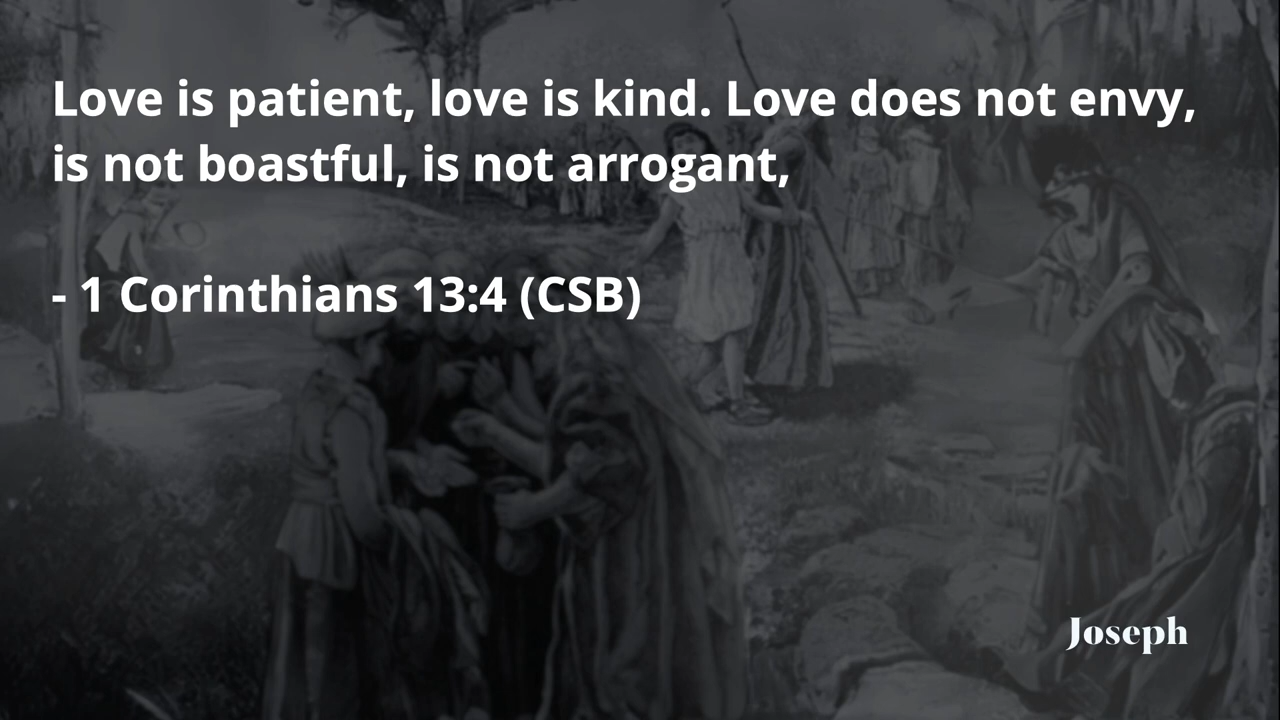 Love is patient, love is kind. Love does not envy,
is not boastful, is not arrogant,
- 1 Corinthians 13:4 (CSB)
Joseph